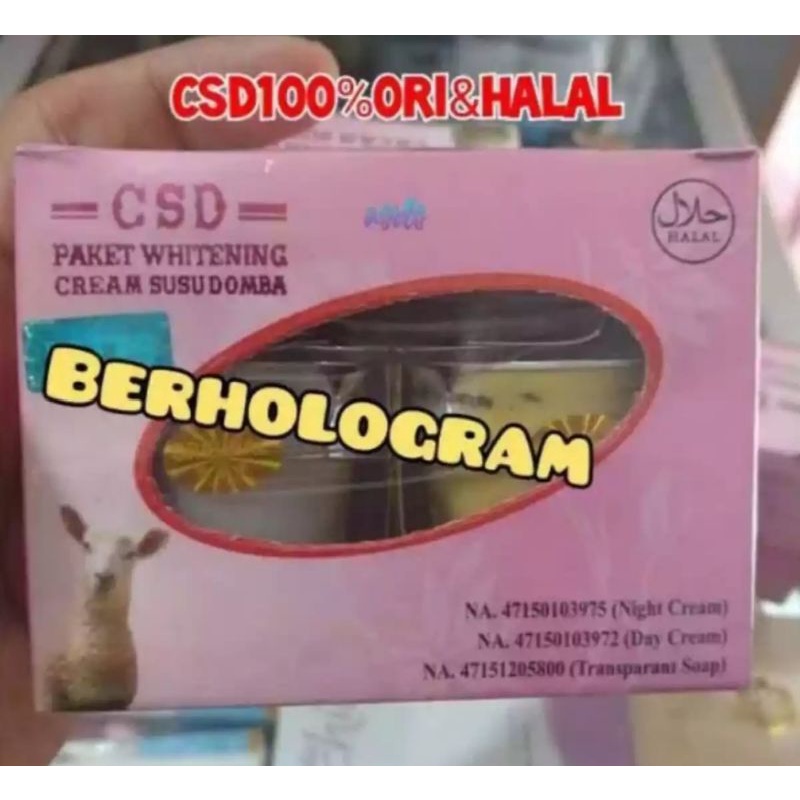 CSD100%ORI&HALAL
CSD
PAKET WHITENING
CREAM SUSU DOMBA
حلال
HALAL
BERHOLOGRAM
NA. 47150103975 (Night Cream)
NA. 47150103972 (Day Cream)
NA. 47151205800 (Transparant Soap)